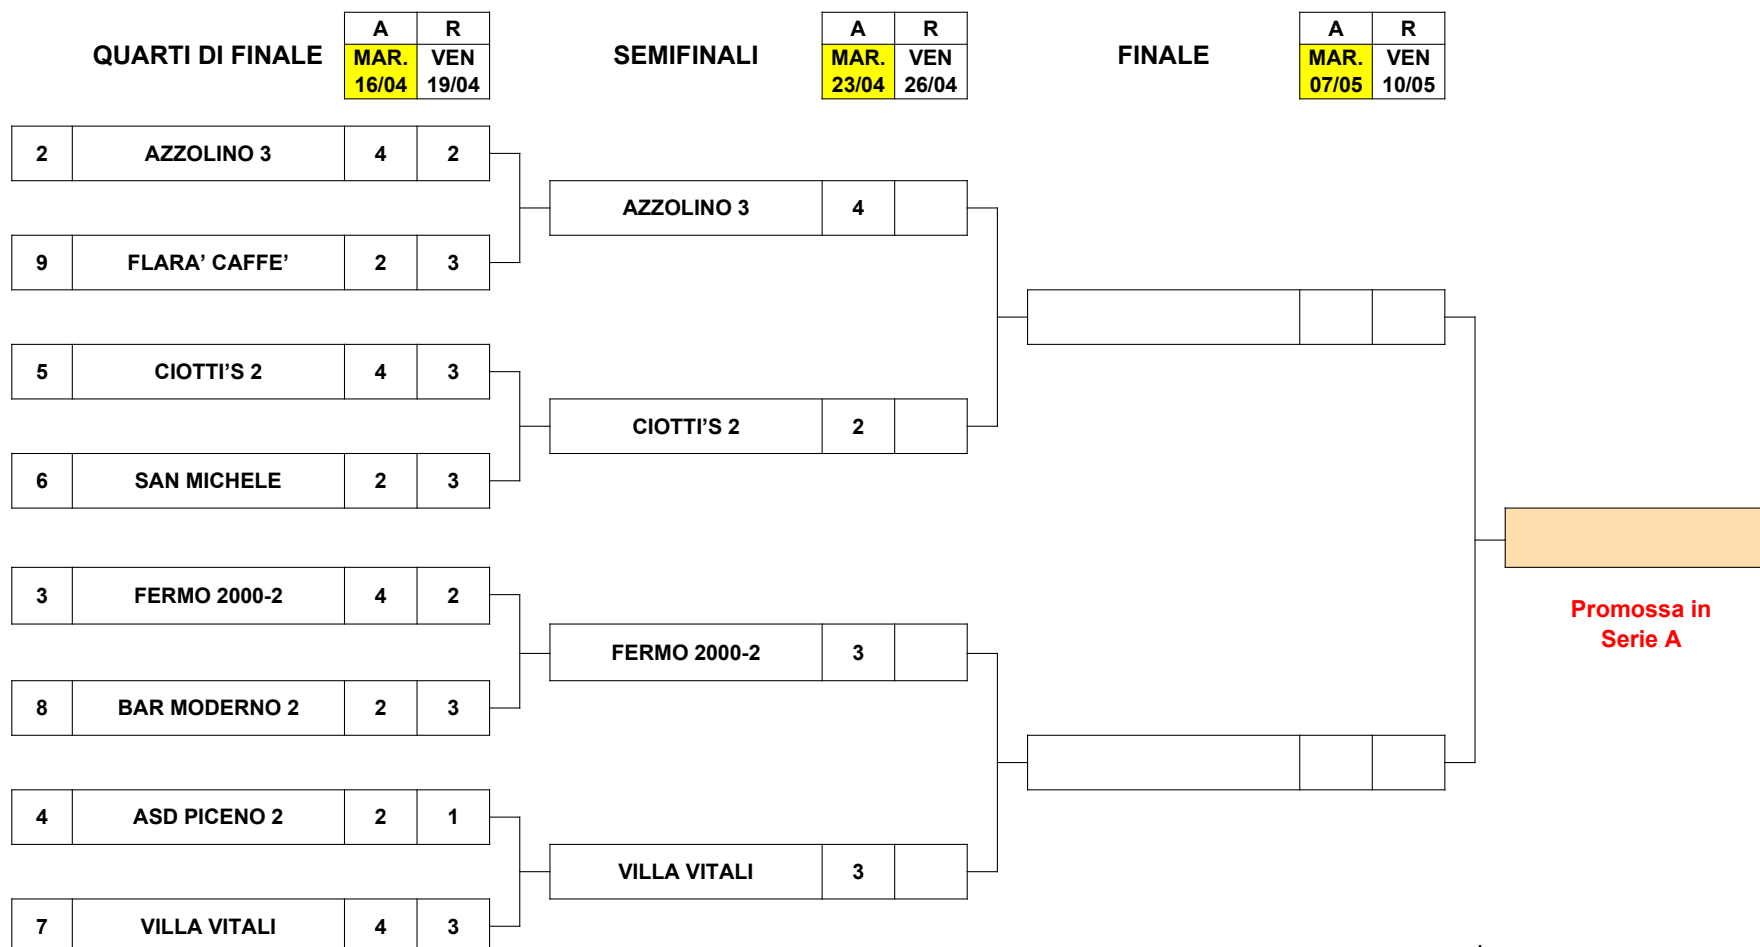 A R A R A R
QUARTI DI FINALE MAR. VEN SEMIFINALI MAR. VEN FINALE MAR. VEN
16/04 19/04 23/04 26/04 07/05 10/05
2 AZZOLINO 3 4 2
AZZOLINO 3 4
9 FLARA’ CAFFE’ 2 3
5 CIOTTI’S 2 4 3
CIOTTI’S 2 2
6 SAN MICHELE 2 3
3 FERMO 2000-2 4 2
Promossa in
Serie A
FERMO 2000-2 3
8 BAR MODERNO 2 2 3
4 ASD PICENO 2 2 1
VILLA VITALI 3
7 VILLA VITALI 4 3